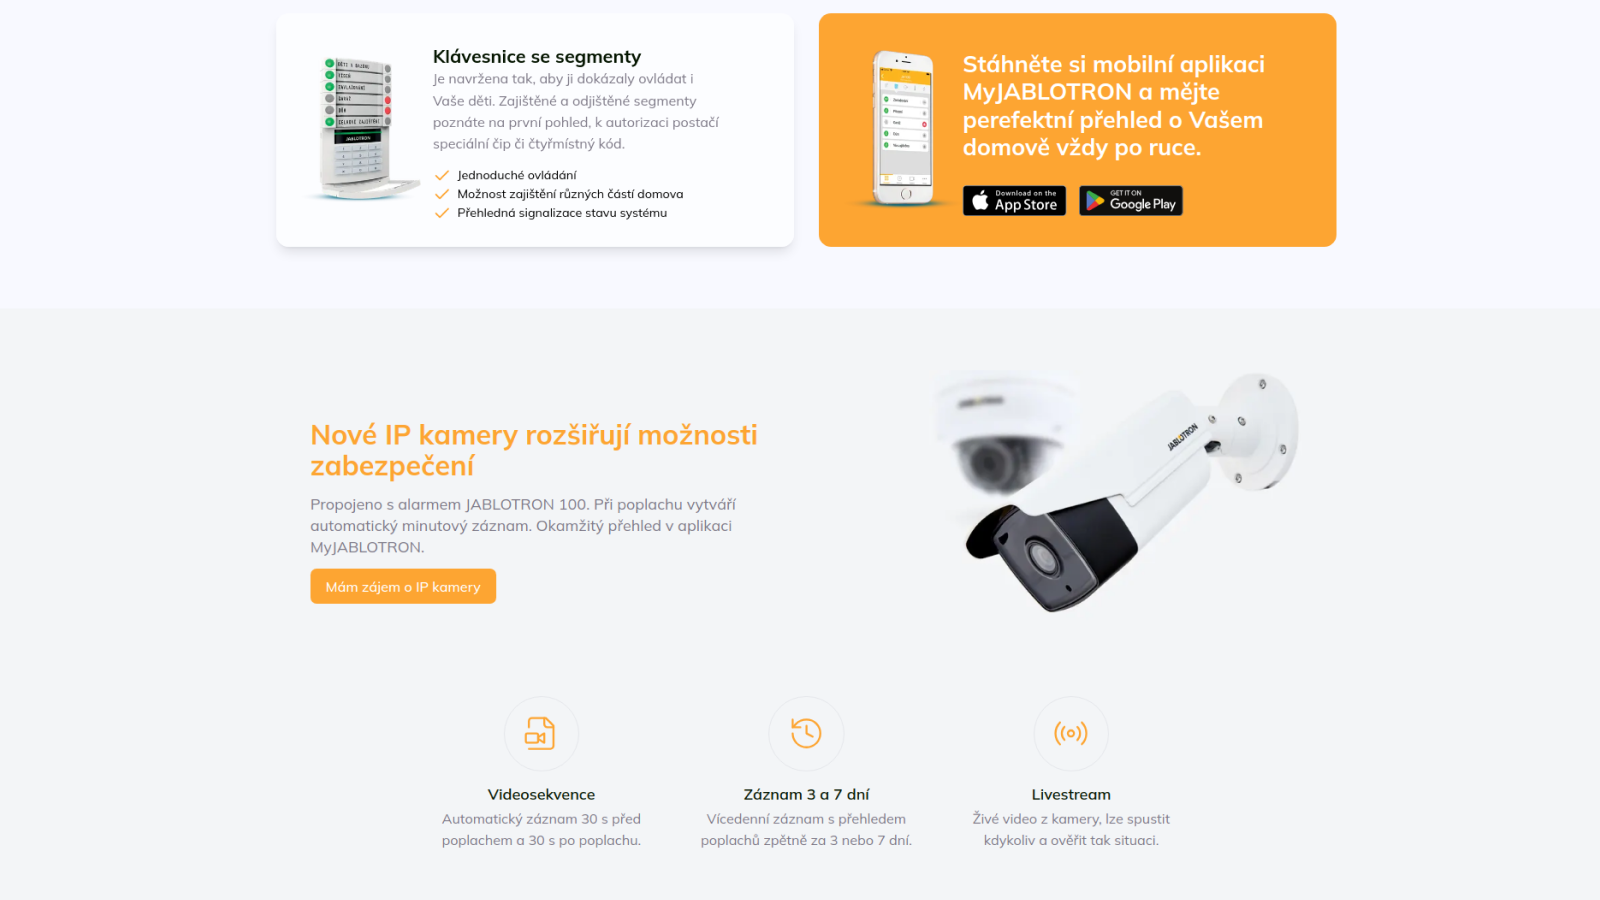 Klávesnice se segmenty
Je navržena tak, aby ji dokázaly ovládat i
Vaše děti. Zajištěné a odjištěné segmenty
poznáte na první pohled, k autorizaci postačí
speciální čip či čtyřmístný kód.
Jednoduché ovládání
Možnost zajištění různých částí domova
Přehledná signalizace stavu systému
JABLOTRON
Stáhněte si mobilní aplikaci
MyJABLOTRON a mějte
perefektní přehled o Vašem
domově vždy po ruce.
Download on the
App Store
GET IT ON
Google Play
Nové IP kamery rozšiřují možnosti
zabezpečení
Propojeno s alarmem JABLOTRON 100. Při poplachu vytváří
automatický minutový záznam. Okamžitý přehled v aplikaci
MyJABLOTRON.
Mám zájem o IP kamery
JABLOTRON
JABLOTRON
Videosekvence
Automatický záznam 30 s před
poplachem a 30 s po poplachu.
Záznam 3 a 7 dní
Vícedenní záznam s přehledem
poplachů zpětně za 3 nebo 7 dní.
Livestream
Živé video z kamery, lze spustit
kdykoliv a ověřit tak situaci.